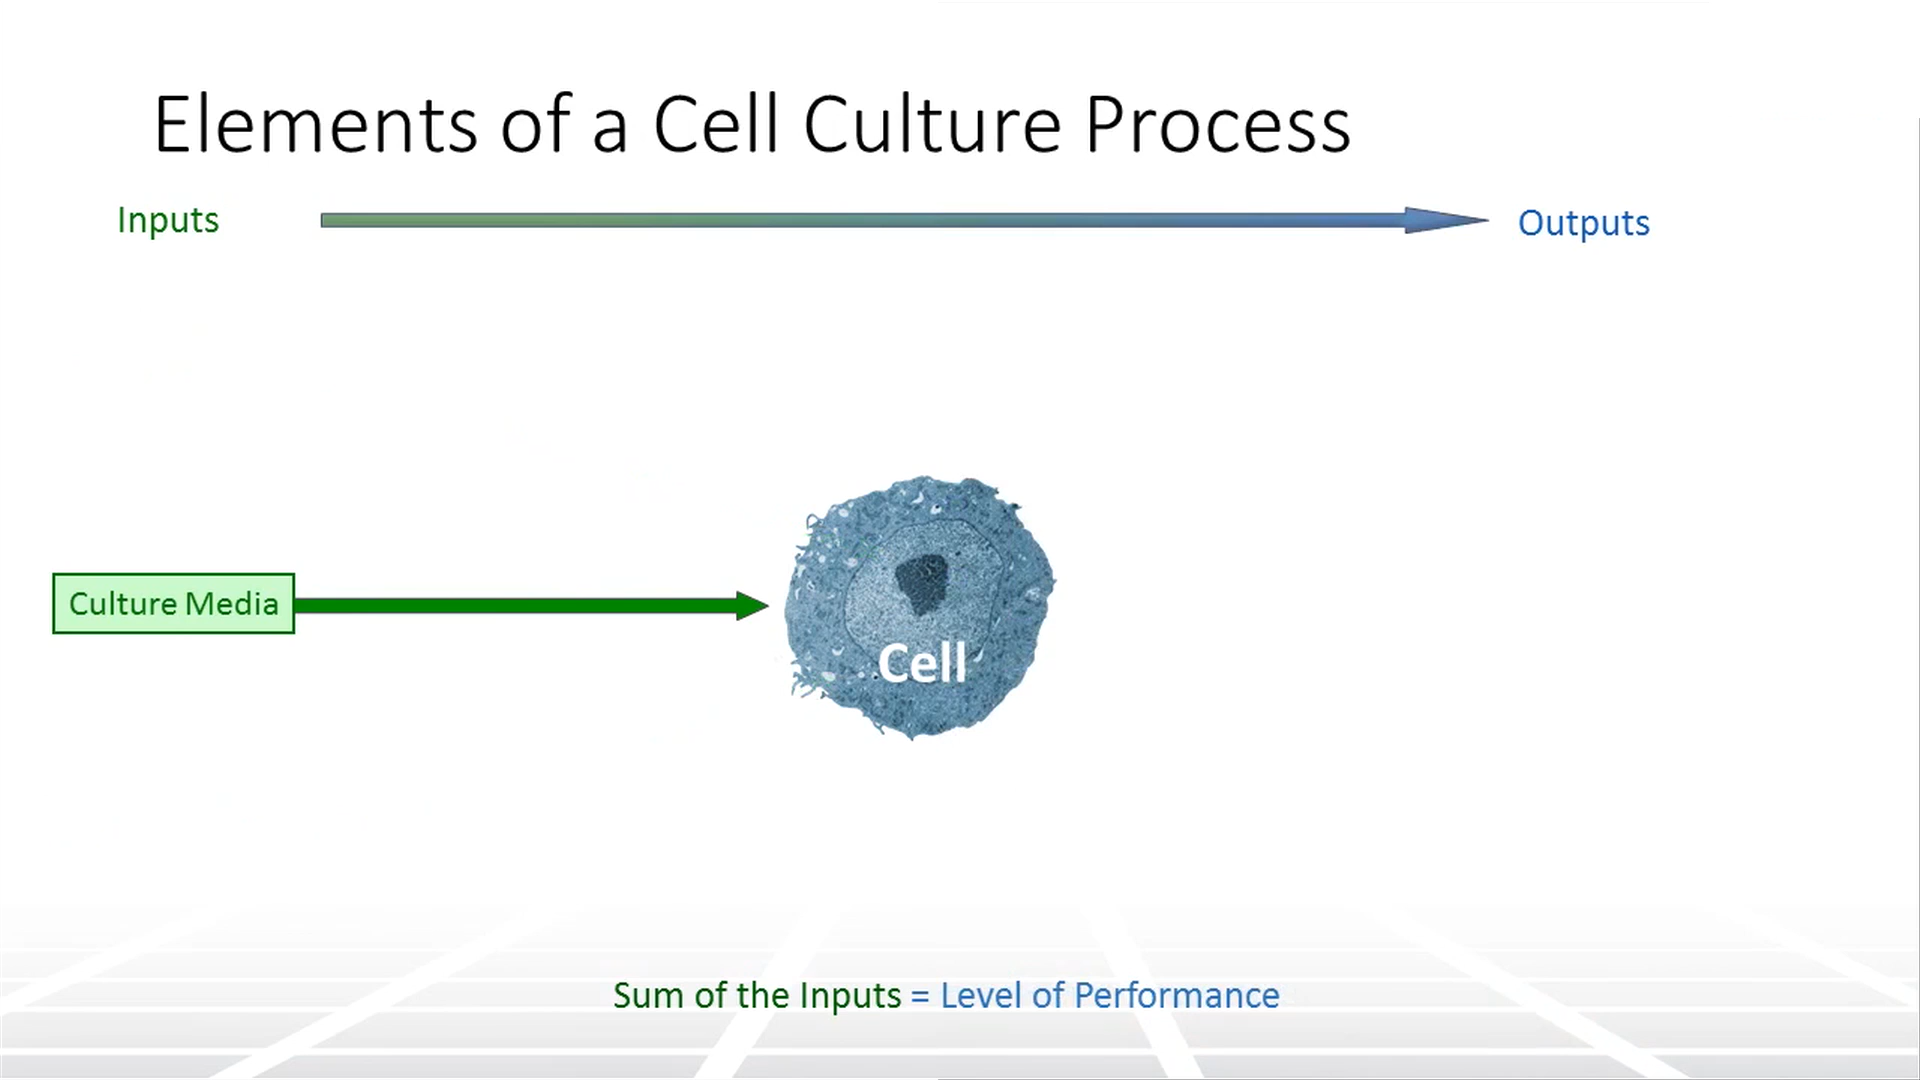 Elements of a Cell Culture Process
Inputs
Outputs
Culture Media
Cell
Sum of the Inputs = Level of Performance